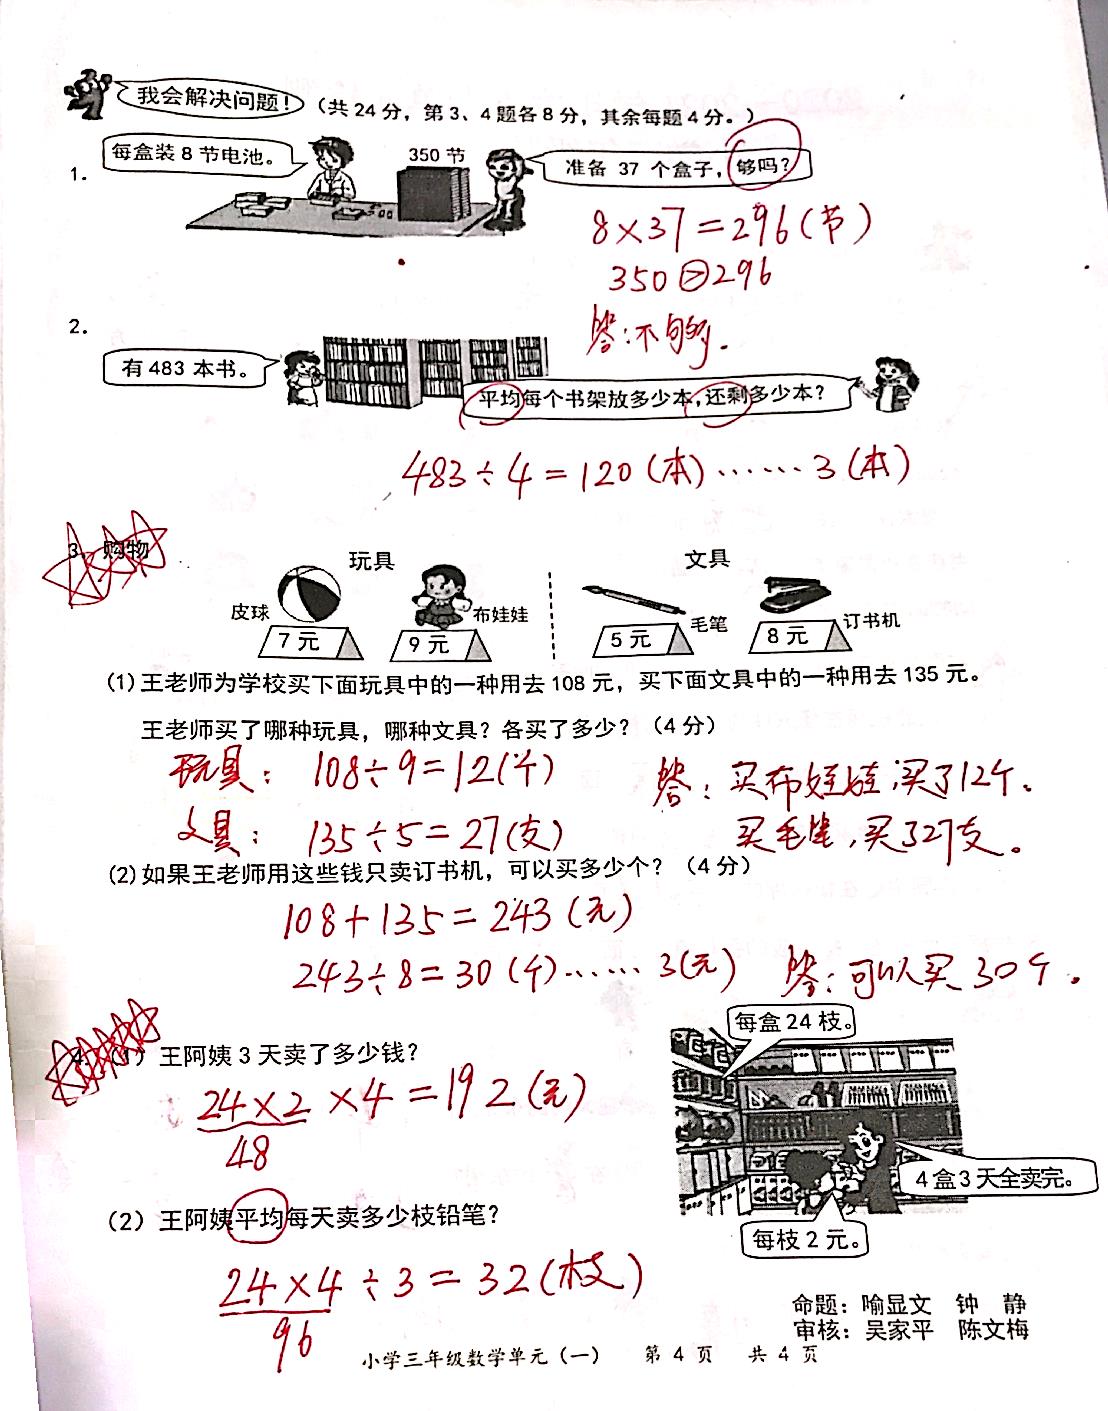 我会解决问题！（共24分，第3、4题各8分，其余每题4分。）
1.
每盒装8节电池。
350节
准备 37 个盒子，够吗？
8×37=296(节)
350>296
答：不够.
2.
有483本书。
平均每个书架放多少本，还剩多少本？
483÷4=120(本)……3(本)
3、购物
玩具
文具
皮球
7元
布娃娃
9元
毛笔
5元
订书机
8元
(1)王老师为学校买下面玩具中的一种用去108元，买下面文具中的一种用去135元。
王老师买了哪种玩具，哪种文具？各买了多少？（4分）
玩具：108÷9=12(个)
文具：135÷5=27(支)
答：买布娃娃,买了12个。
买毛笔,买了27支。
(2)如果王老师用这些钱只卖订书机，可以买多少个？（4分）
108+135=243(元)
243÷8=30(个)……3(元)
答：可以买30个。
4.（1）王阿姨3天卖了多少钱？
24×2×4=192(元)
48
每盒24枝。
4盒3天全卖完。
每枝2元。
（2）王阿姨平均每天卖多少枝铅笔？
24×4÷3=32(枝)
96
命题：喻显文 钟 静
审核：吴家平 陈文梅
小学三年级数学单元（一） 第 4 页 共 4 页